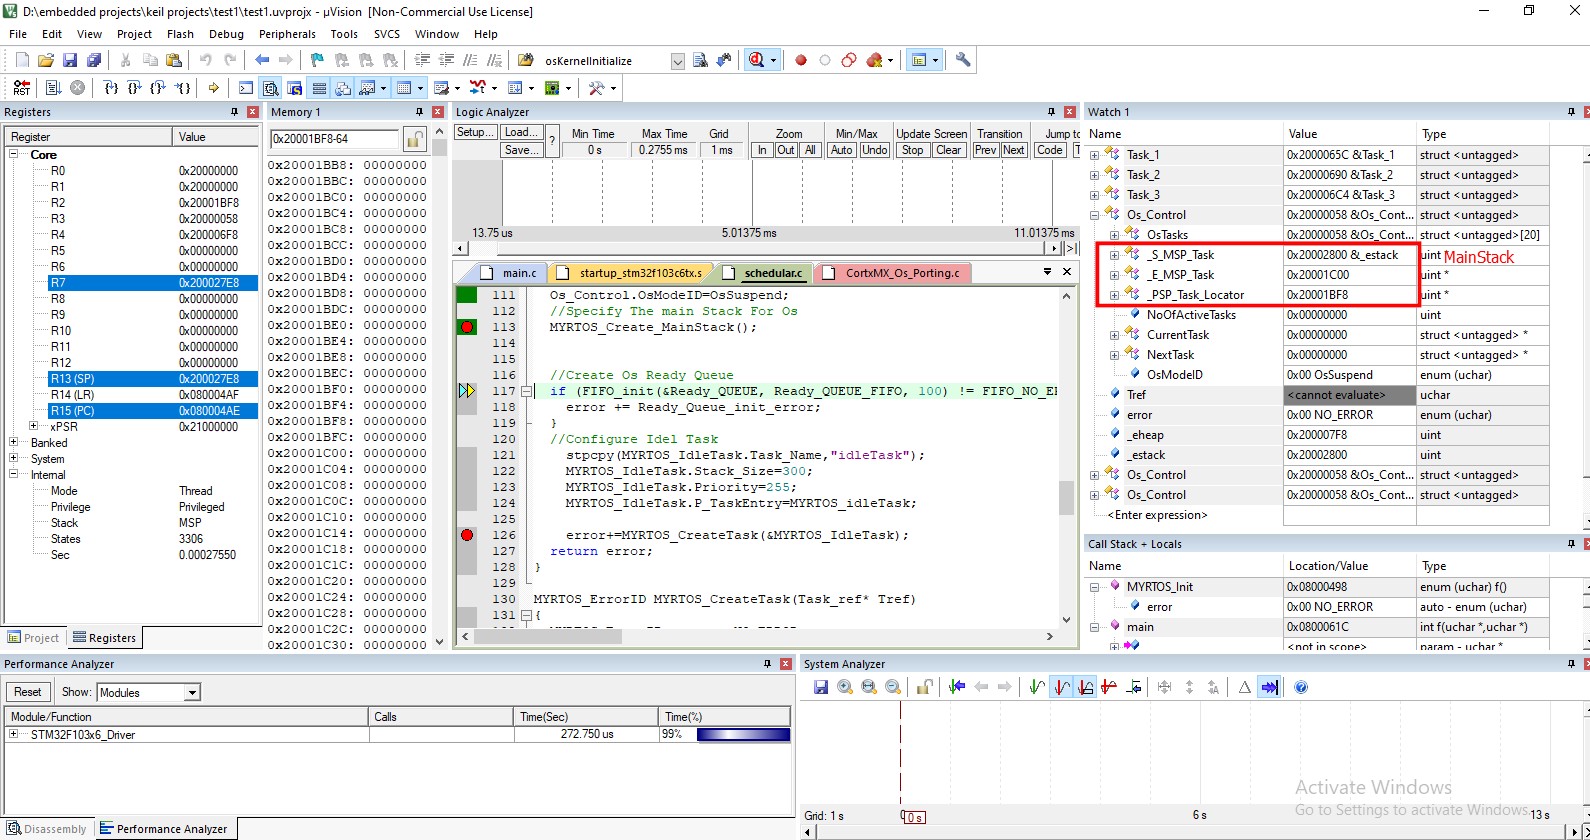 D:\embedded projects\keil projects\test1\test1.uvprojx - µVision [Non-Commercial Use License]
File Edit View Project Flash Debug Peripherals Tools SVCS Window Help
osKernelInitialize
RST
Registers
Register Value
Core
R0 0x20000000
R1 0x20000000
R2 0x20001BF8
R3 0x20000058
R4 0x200006F8
R5 0x00000000
R6 0x00000000
R7 0x200027E8
R8 0x00000000
R9 0x00000000
R10 0x00000000
R11 0x00000000
R12 0x00000000
R13 (SP) 0x200027E8
R14 (LR) 0x080004AF
R15 (PC) 0x080004AE
xPSR 0x21000000
Banked
System
Internal
Mode Thread
Privilege Privileged
Stack MSP
States 3306
Sec 0.00027550
Project Registers
Memory 1
0x20001BF8-64
0x20001BB8: 00000000
0x20001BBC: 00000000
0x20001BC0: 00000000
0x20001BC4: 00000000
0x20001BC8: 00000000
0x20001BCC: 00000000
0x20001BD0: 00000000
0x20001BD4: 00000000
0x20001BD8: 00000000
0x20001BDC: 00000000
0x20001BE0: 00000000
0x20001BE4: 00000000
0x20001BE8: 00000000
0x20001BEC: 00000000
0x20001BF0: 00000000
0x20001BF4: 00000000
0x20001BF8: 00000000
0x20001BFC: 00000000
0x20001C00: 00000000
0x20001C04: 00000000
0x20001C08: 00000000
0x20001C0C: 00000000
0x20001C10: 00000000
0x20001C14: 00000000
0x20001C18: 00000000
0x20001C1C: 00000000
0x20001C20: 00000000
0x20001C24: 00000000
0x20001C28: 00000000
0x20001C2C: 00000000
0x20001C30: 00000000
Logic Analyzer
Setup... Load... ? Min Time Max Time Grid Zoom Min/Max Update Screen Transition Jump to
Save... 0 s 0.2755 ms 1 ms In Out All Auto Undo Stop Clear Prev Next Code
13.75 us 5.01375 ms 11.01375 ms
main.c startup_stm32f103c6tx.s schedular.c CortxMX_Os_Porting.c
111 Os_Control.OsModeID=OsSuspend;
112 //Specify The main Stack For Os
113 MYRTOS_Create_MainStack();
114
115
116 //Create Os Ready Queue
117 if (FIFO_init(&Ready_QUEUE, Ready_QUEUE_FIFO, 100) != FIFO_NO_E
118 error += Ready_Queue_init_error;
119 }
120 //Configure Idel Task
121 stpcpy(MYRTOS_IdleTask.Task_Name,"idleTask");
122 MYRTOS_IdleTask.Stack_Size=300;
123 MYRTOS_IdleTask.Priority=255;
124 MYRTOS_IdleTask.P_TaskEntry=MYRTOS_idleTask;
125
126 error+=MYRTOS_CreateTask(&MYRTOS_IdleTask);
127 return error;
128 }
129
130 MYRTOS_ErrorID MYRTOS_CreateTask(Task_ref* Tref)
131 {
Watch 1
Name Value Type
Task_1 0x2000065C &Task_1 struct <untagged>
Task_2 0x20000690 &Task_2 struct <untagged>
Task_3 0x200006C4 &Task_3 struct <untagged>
Os_Control 0x20000058 &Os_Cont... struct <untagged>
OsTasks 0x20000058 &Os_Cont... struct <untagged>[20]
_S_MSP_Task 0x20002800 &_estack uint MainStack
_E_MSP_Task 0x20001C00 uint *
_PSP_Task_Locator 0x20001BF8 uint *
NoOfActiveTasks 0x00000000 uint
CurrentTask 0x00000000 struct <untagged> *
NextTask 0x00000000 struct <untagged> *
OsModeID 0x00 OsSuspend enum (uchar)
Tref <cannot evaluate> uchar
error 0x00 NO_ERROR enum (uchar)
_eheap 0x200007F8 uint
_estack 0x20002800 uint
Os_Control 0x20000058 &Os_Cont... struct <untagged>
Os_Control 0x20000058 &Os_Cont... struct <untagged>
<Enter expression>
Call Stack + Locals
Name Location/Value Type
MYRTOS_Init 0x08000498 enum (uchar) f()
error 0x00 NO_ERROR auto - enum (uchar)
main 0x0800061C int f(uchar *,uchar *)
<not in scope> param - uchar *
Performance Analyzer
Reset Show: Modules
Module/Function Calls Time(Sec) Time(%)
STM32F103x6_Driver 272.750 us 99%
Disassembly Performance Analyzer
System Analyzer
Activate Windows
Go to Settings to activate Windows.
Grid: 1 s 0 s 6 s 13 s